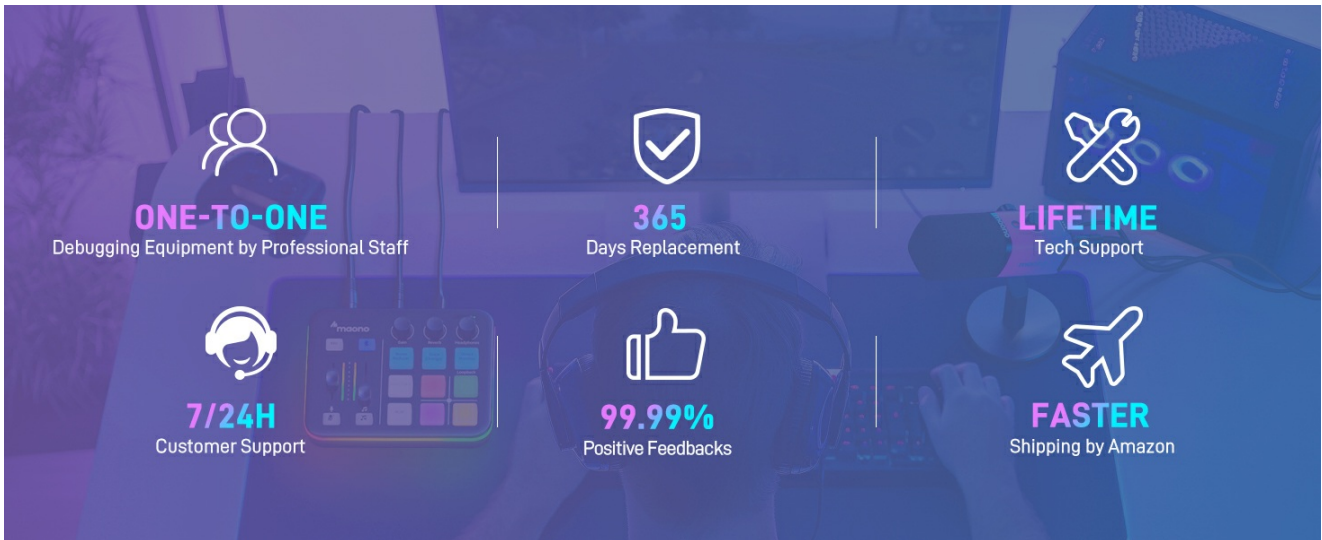 ONE-TO-ONE
Debugging Equipment by Professional Staff
365
Days Replacement
LIFETIME
Tech Support
maono
7/24H
Customer Support
99.99%
Positive Feedbacks
FASTER
Shipping by Amazon